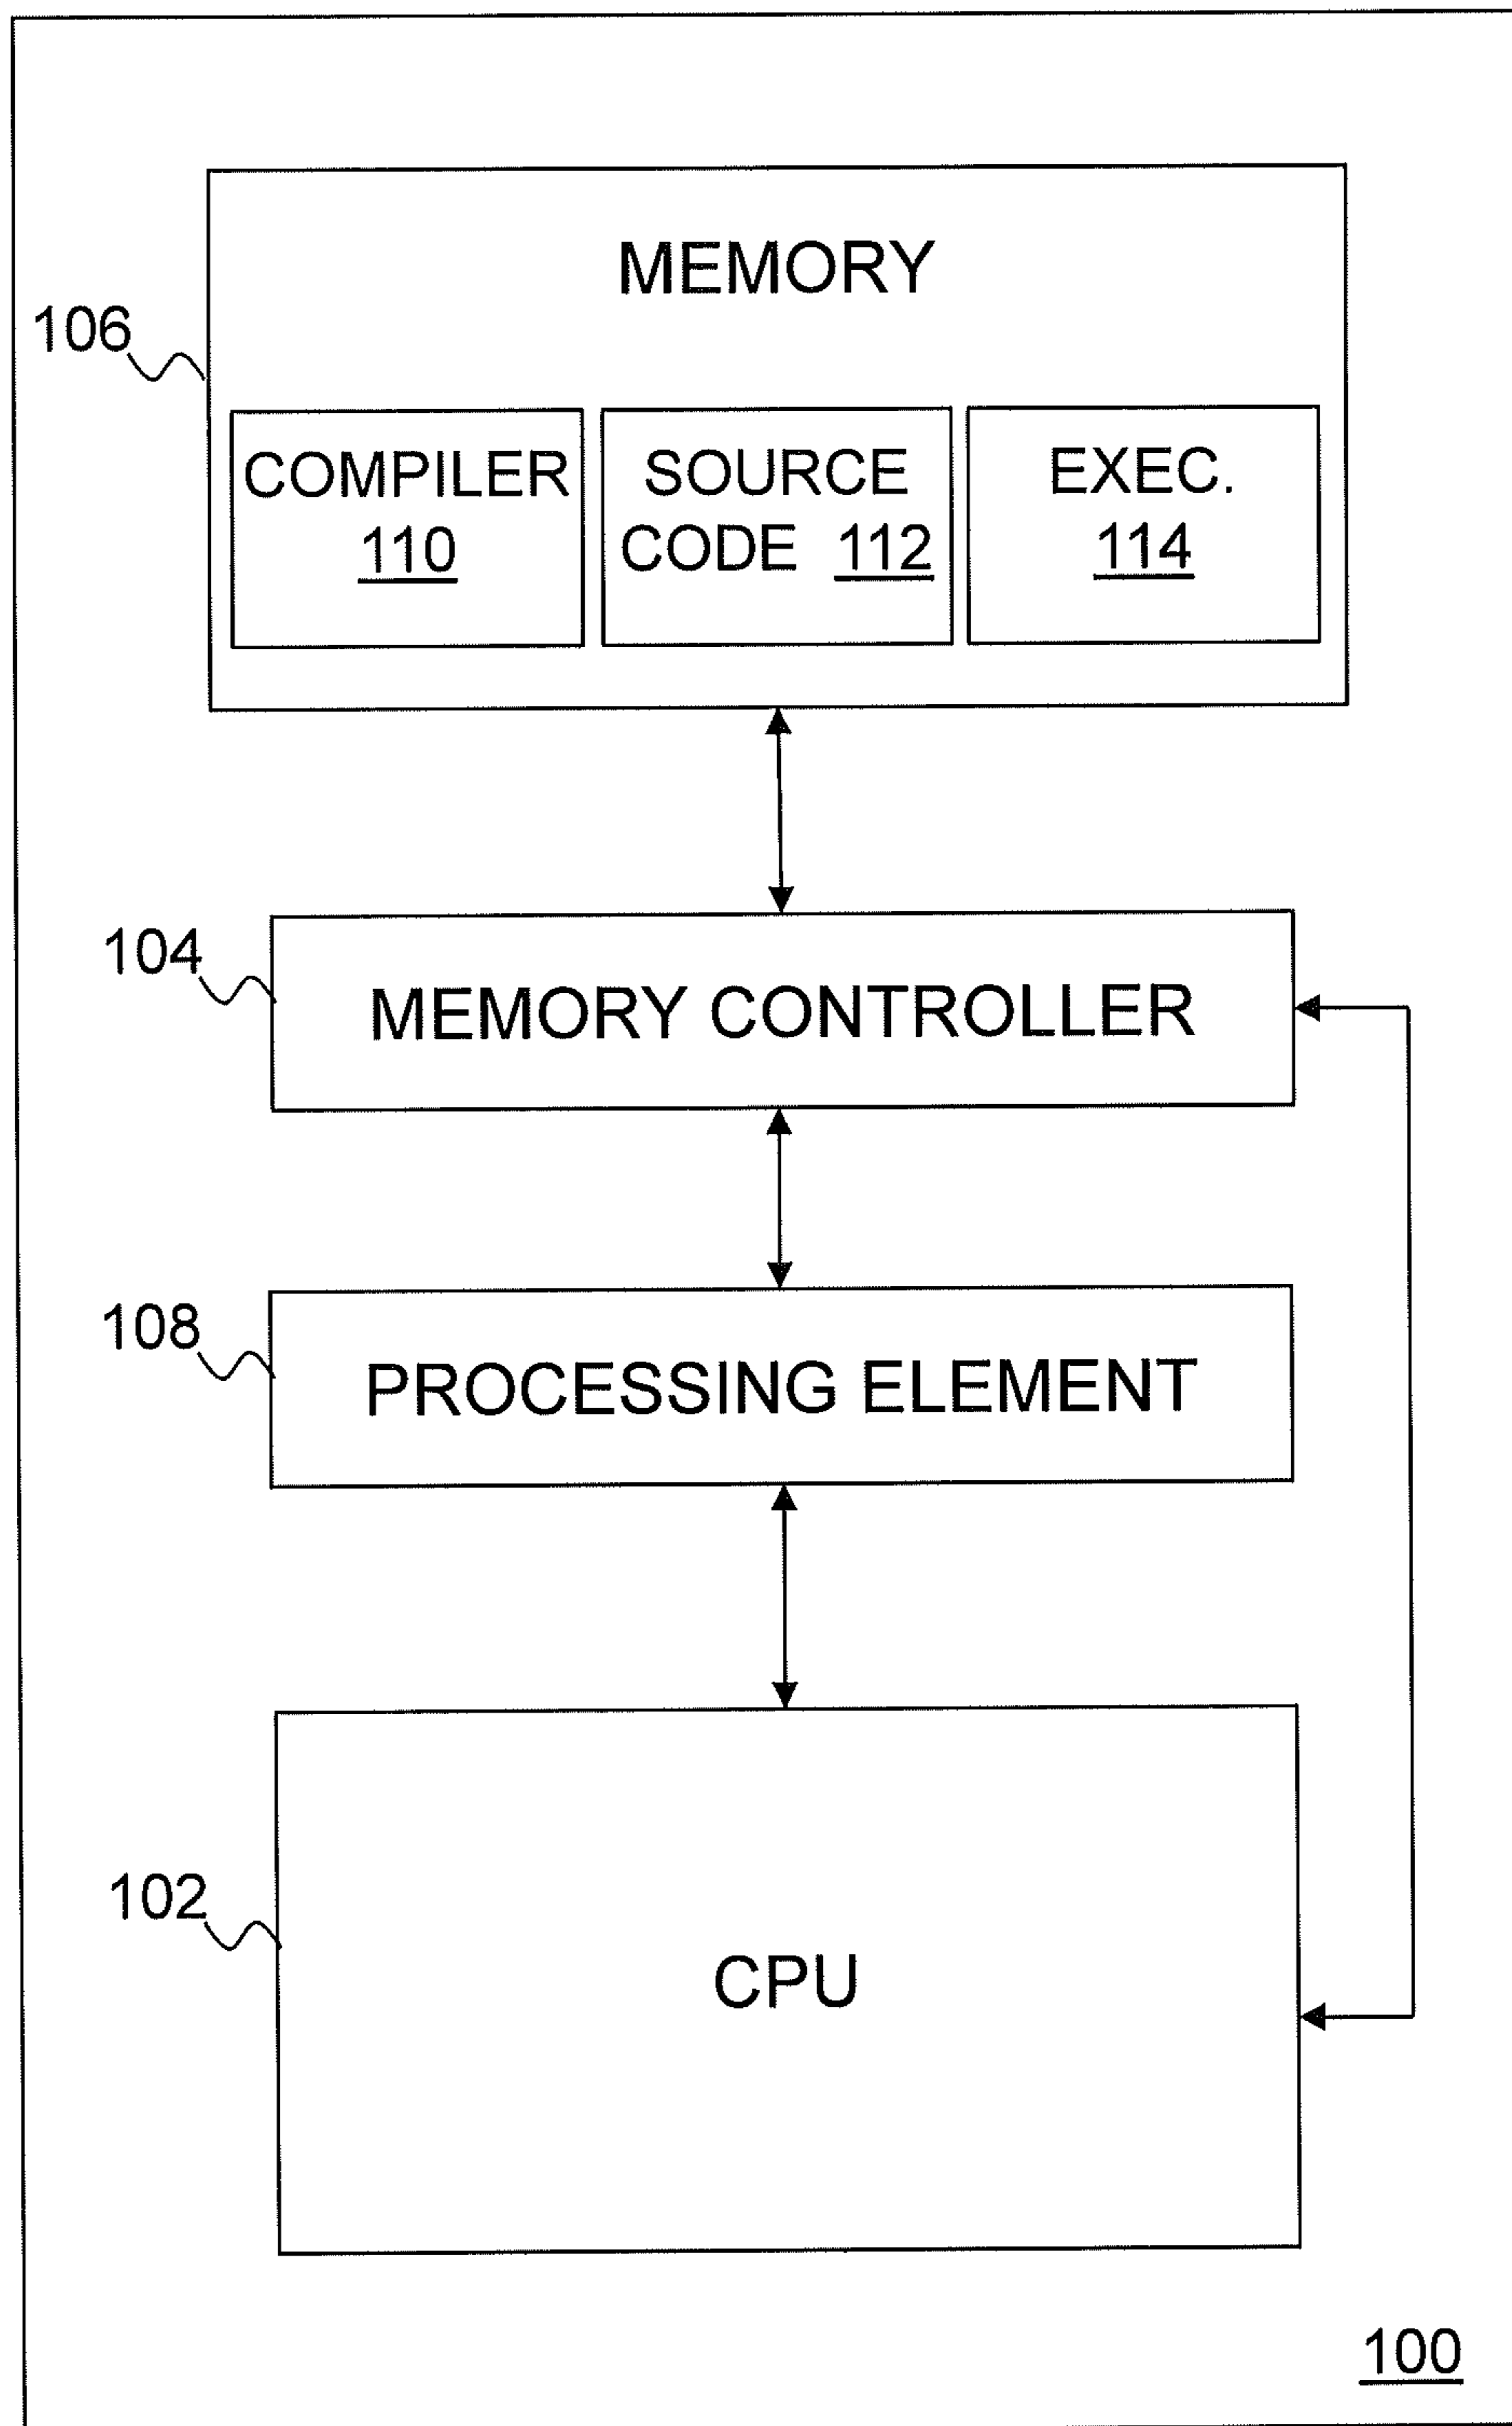 MEMORY
106
COMPILER
110
SOURCE
CODE 112
EXEC.
114
104
MEMORY CONTROLLER
108
PROCESSING ELEMENT
102
CPU
100